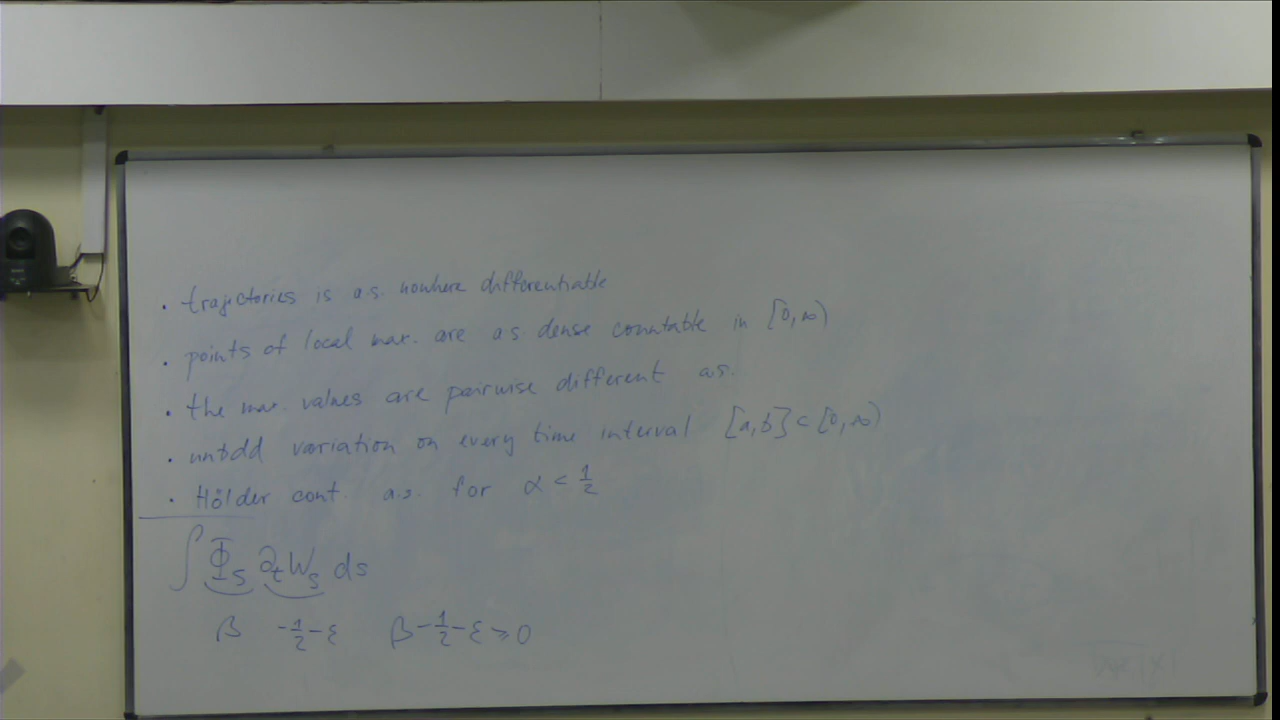 · trajectories is a.s. nowhere differentiable
· points of local max. are a.s. dense countable in [0,∞)
· the max. values are pairwise different a.s.
· unbdd variation on every time interval [a,b] ⊂ [0,∞)
· Hölder cont. a.s. for α < 1/2
∫ Φ_s ∂_t W_s ds
β   -1/2-ε   β-1/2-ε ≥ 0